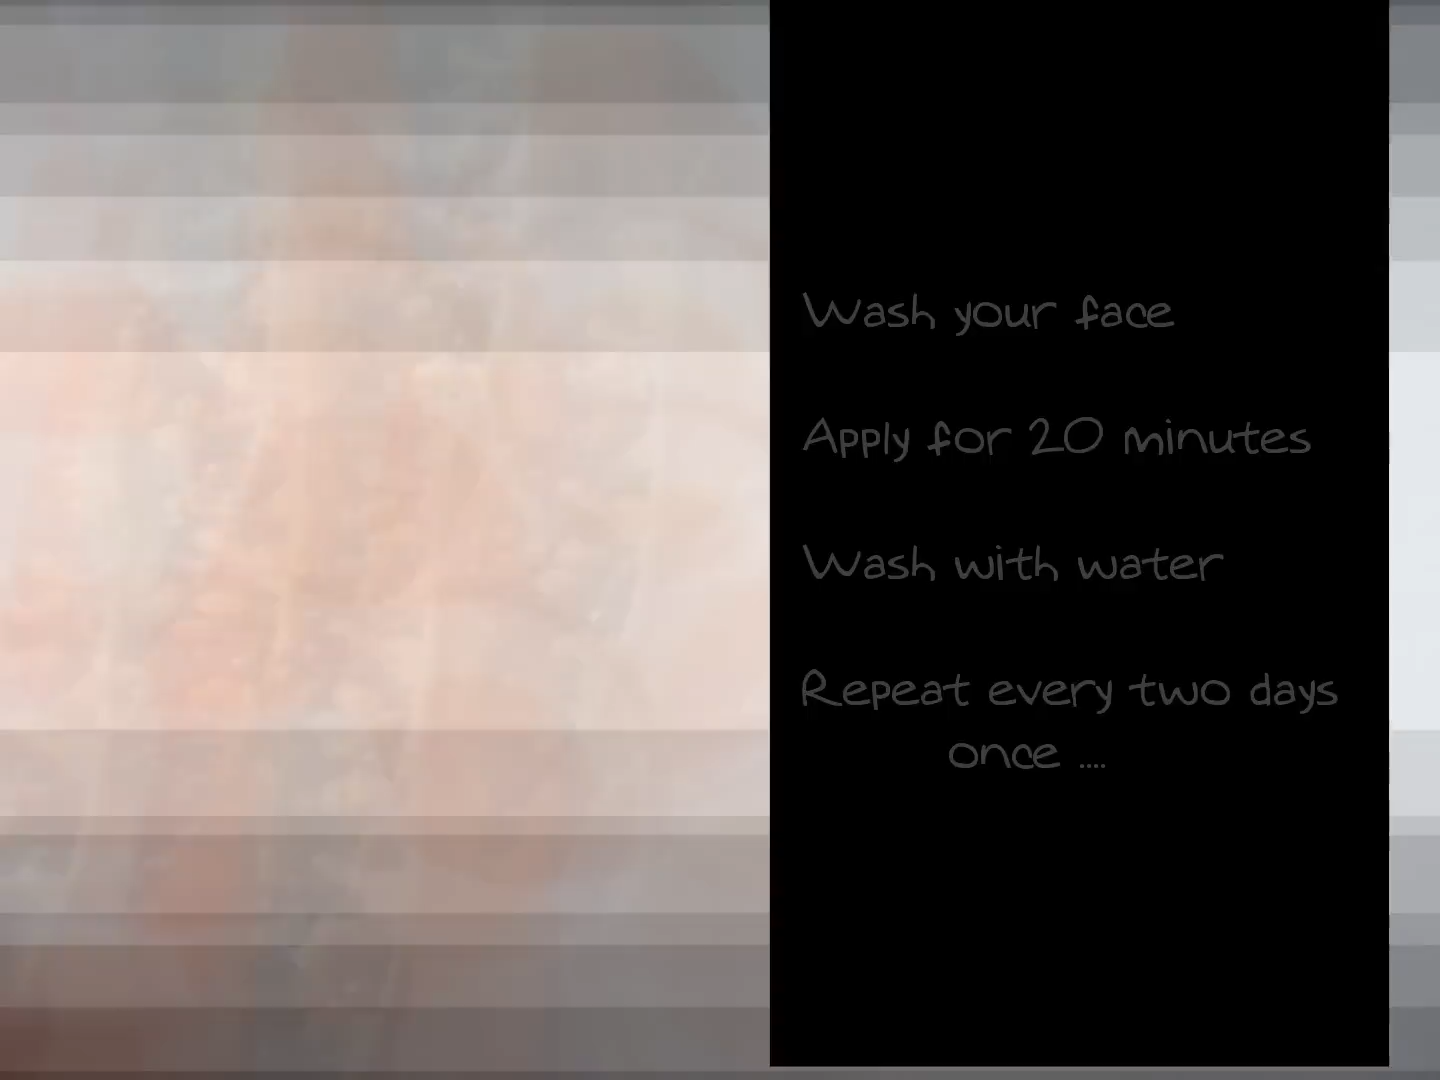 Wash your face
Apply for 20 minutes
Wash with water
Repeat every two days
once ....